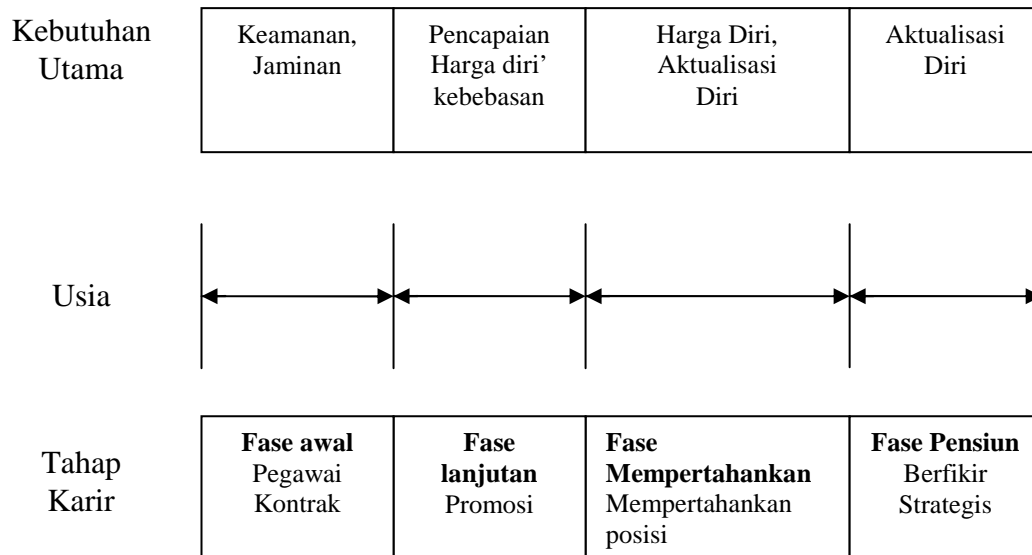 Kebutuhan
Utama
Keamanan,
Jaminan
Pencapaian
Harga diri’
kebebasan
Harga Diri,
Aktualisasi
Diri
Aktualisasi
Diri
Usia
Tahap
Karir
Fase awal
Pegawai
Kontrak
Fase
lanjutan
Promosi
Fase
Mempertahankan
Mempertahankan
posisi
Fase Pensiun
Berfikir
Strategis